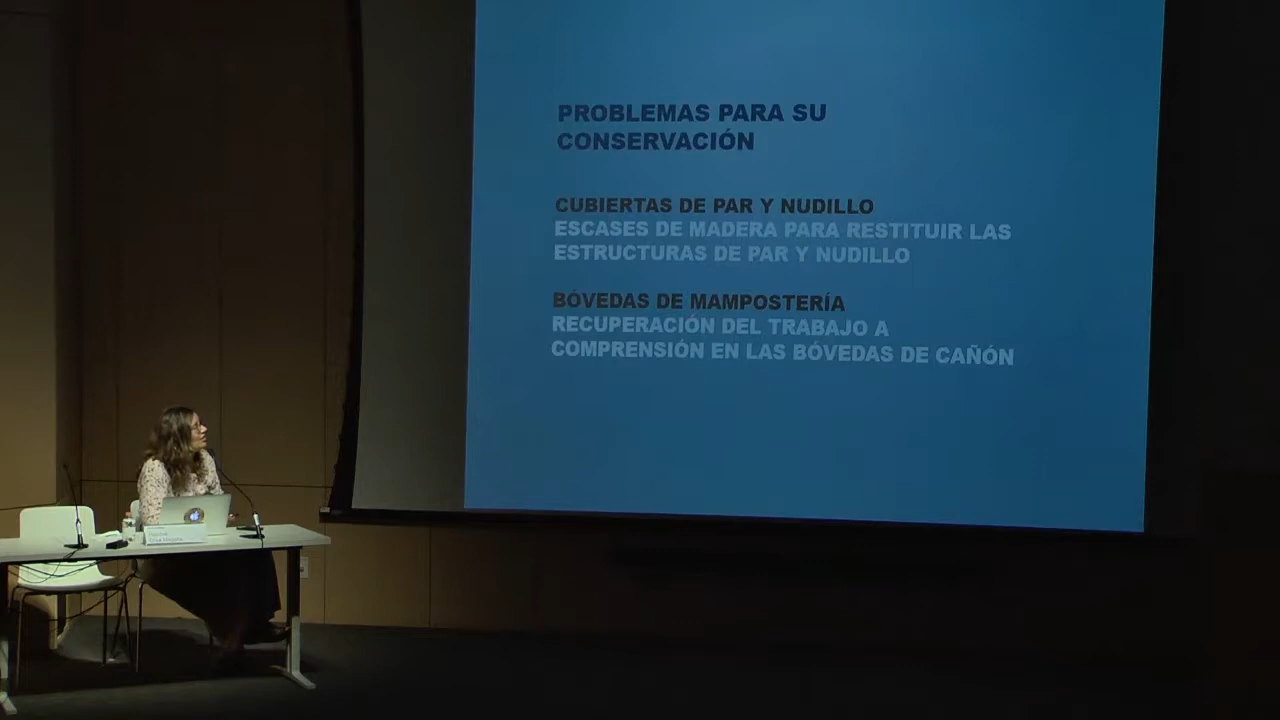 PROBLEMAS PARA SU
CONSERVACIÓN
CUBIERTAS DE PAR Y NUDILLO
ESCASES DE MADERA PARA RESTITUIR LAS
ESTRUCTURAS DE PAR Y NUDILLO
BÓVEDAS DE MAMPOSTERÍA
RECUPERACIÓN DEL TRABAJO A
COMPRENSIÓN EN LAS BÓVEDAS DE CAÑÓN